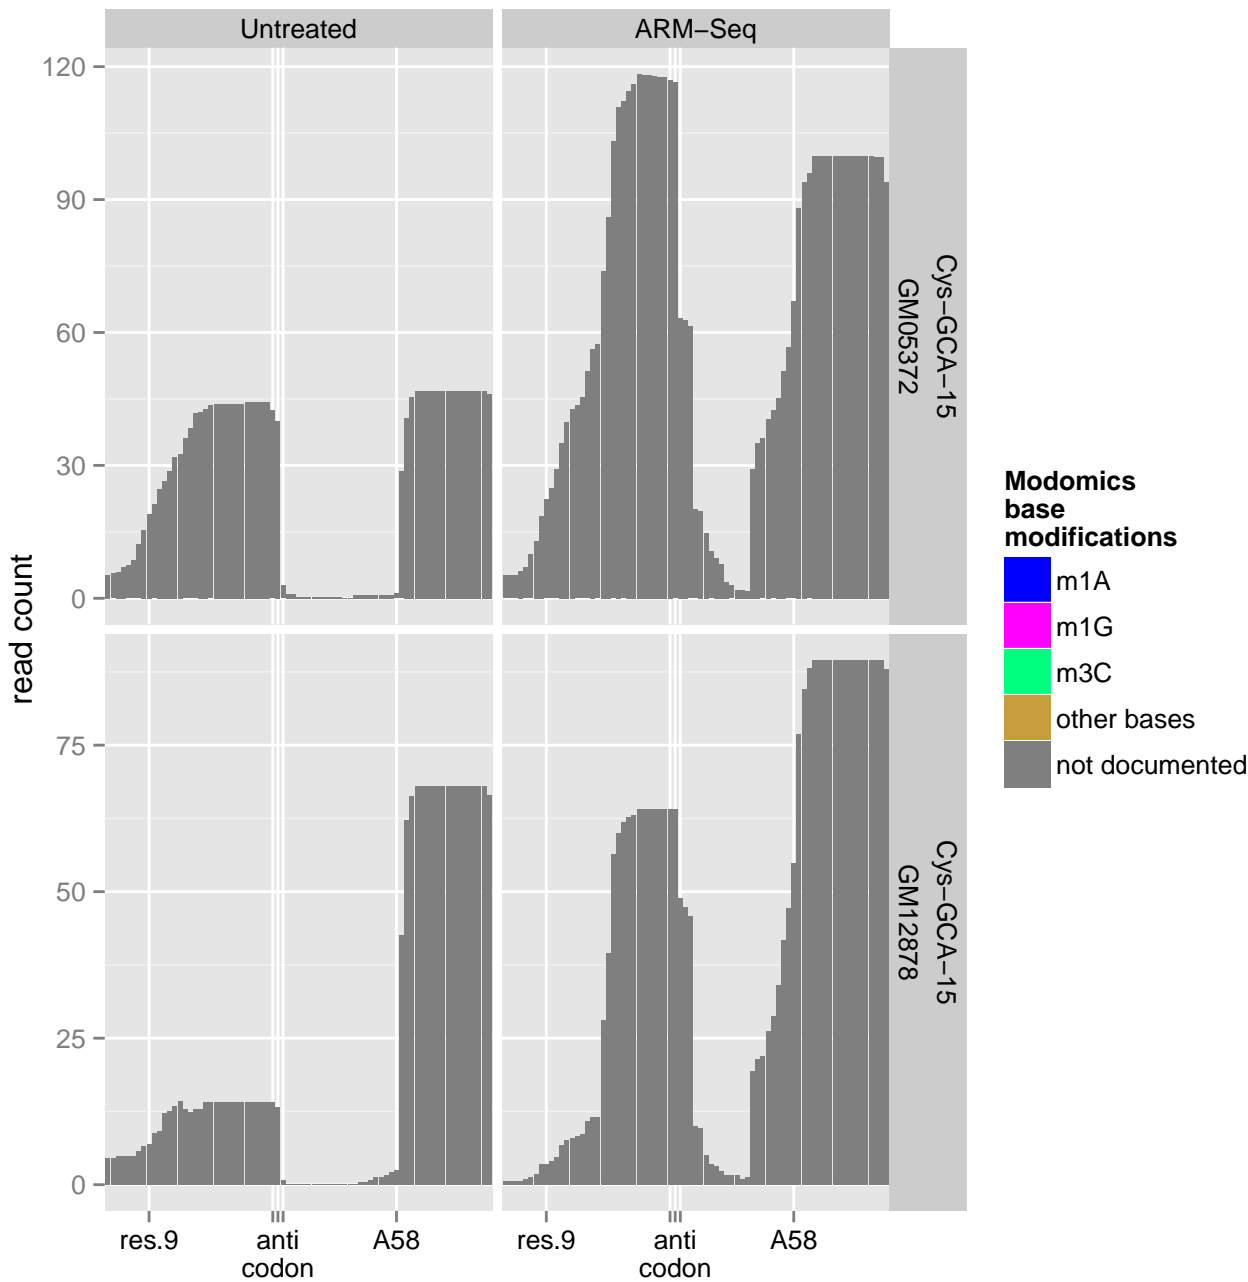 Untreated
ARM−Seq
120
90
60
30
0
Cys−GCA−15
GM05372
75
50
25
0
Cys−GCA−15
GM12878
read count
res.9
anti
codon
A58
res.9
anti
codon
A58
Modomics
base
modifications
m1A
m1G
m3C
other bases
not documented